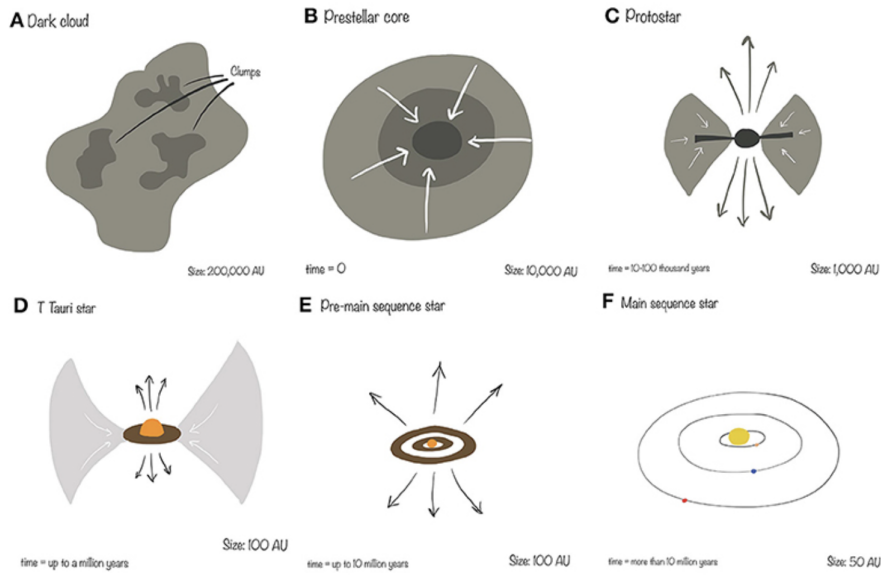 A Dark cloud
Clumps
Size: 200,000 AU
B Prestellar core
time = 0
Size: 10,000 AU
C Protostar
time = 10-100 thousand years
Size: 1,000 AU
D T Tauri star
time = up to a million years
Size: 100 AU
E Pre-main sequence star
time = up to 10 million years
Size: 100 AU
F Main sequence star
time = more than 10 million years
Size: 50 AU